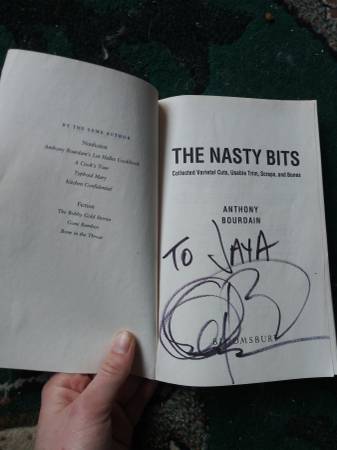 BY THE SAME AUTHOR
Nonfiction
Anthony Bourdain's Les Halles Cookbook
A Cook's Tour
Typhoid Mary
Kitchen Confidential
Fiction
The Bobby Gold Stories
Gone Bamboo
Bone in the Throat
THE NASTY BITS
Collected Varietal Cuts, Usable Trim, Scraps, and Bones
ANTHONY
BOURDAIN
TO JAYA
BLOOMSBURY